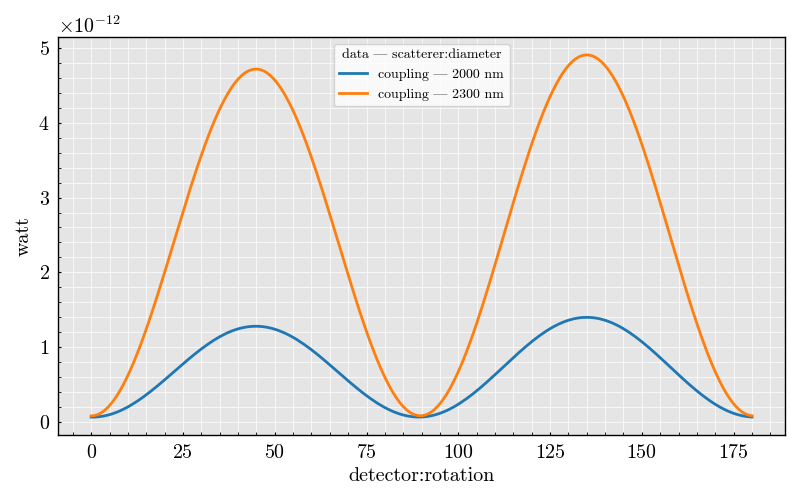 ×10⁻¹²
data — scatterer:diameter
coupling — 2000 nm
coupling — 2300 nm
5
4
3
2
1
0
watt
0 25 50 75 100 125 150 175
detector:rotation